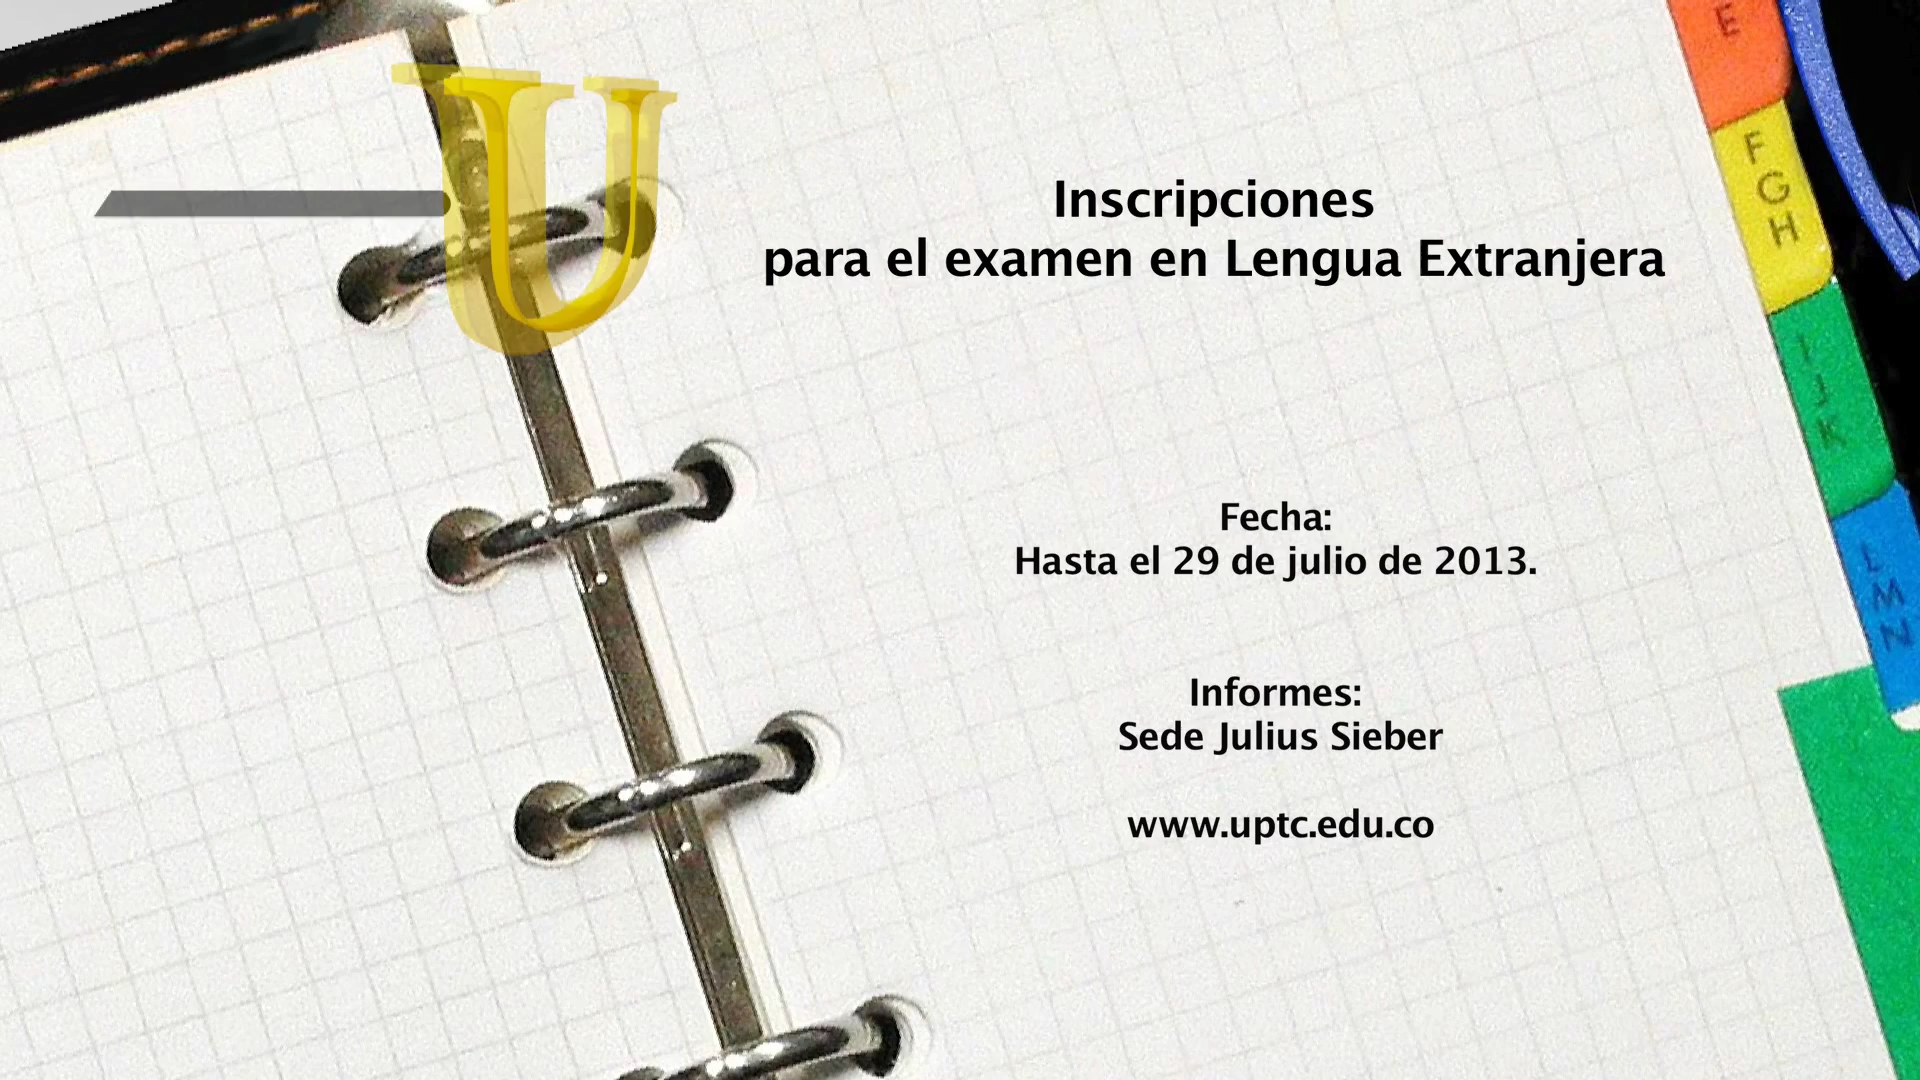 U
Inscripciones
para el examen en Lengua Extranjera
Fecha:
Hasta el 29 de julio de 2013.
Informes:
Sede Julius Sieber
www.uptc.edu.co
E
F
G
H
I
J
K
L
M
N